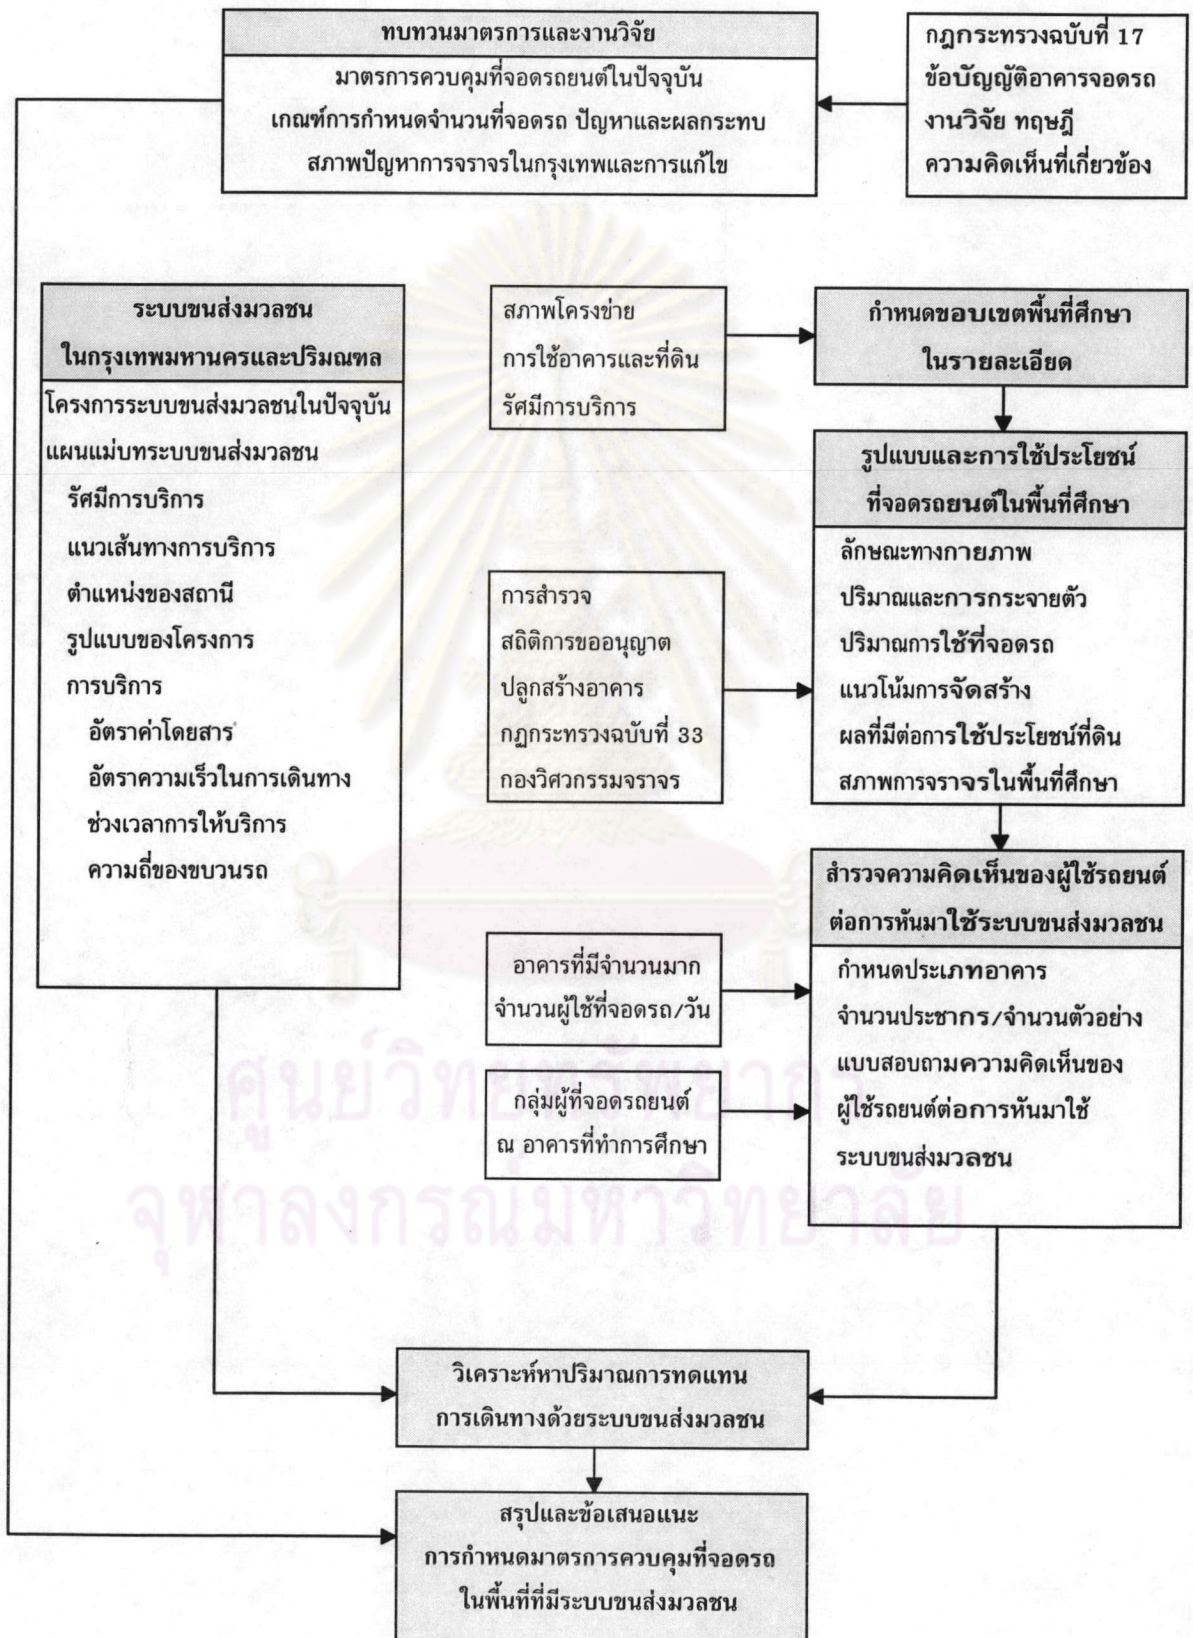 ทบทวนมาตรการและงานวิจัย
มาตรการควบคุมที่จอดรถยนต์ในปัจจุบัน
เกณฑ์การกำหนดจำนวนที่จอดรถ ปัญหาและผลกระทบ
สภาพปัญหาการจราจรในกรุงเทพและการแก้ไข
กฎกระทรวงฉบับที่ 17
ข้อบัญญัติอาคารจอดรถ
งานวิจัย ทฤษฎี
ความคิดเห็นที่เกี่ยวข้อง
ระบบขนส่งมวลชน
ในกรุงเทพมหานครและปริมณฑล
โครงการระบบขนส่งมวลชนในปัจจุบัน
แผนแม่บทระบบขนส่งมวลชน
รัศมีการบริการ
แนวเส้นทางการบริการ
ตำแหน่งของสถานี
รูปแบบของโครงการ
การบริการ
อัตราค่าโดยสาร
อัตราความเร็วในการเดินทาง
ช่วงเวลาการให้บริการ
ความถี่ของขบวนรถ
สภาพโครงข่าย
การใช้อาคารและที่ดิน
รัศมีการบริการ
กำหนดขอบเขตพื้นที่ศึกษา
ในรายละเอียด
รูปแบบและการใช้ประโยชน์
ที่จอดรถยนต์ในพื้นที่ศึกษา
ลักษณะทางกายภาพ
ปริมาณและการกระจายตัว
ปริมาณการใช้ที่จอดรถ
แนวโน้มการจัดสร้าง
ผลที่มีต่อการใช้ประโยชน์ที่ดิน
สภาพการจราจรในพื้นที่ศึกษา
การสำรวจ
สถิติการขออนุญาต
ปลูกสร้างอาคาร
กฎกระทรวงฉบับที่ 33
กองวิศวกรรมจราจร
สำรวจความคิดเห็นของผู้ใช้รถยนต์
ต่อการหันมาใช้ระบบขนส่งมวลชน
กำหนดประเภทอาคาร
จำนวนประชากร/จำนวนตัวอย่าง
แบบสอบถามความคิดเห็นของ
ผู้ใช้รถยนต์ต่อการหันมาใช้
ระบบขนส่งมวลชน
อาคารที่มีจำนวนมาก
จำนวนผู้ใช้ที่จอดรถ/วัน
กลุ่มผู้ที่จอดรถยนต์
ณ อาคารที่ทำการศึกษา
ศูนย์วิทยทรัพยากร
จุฬาลงกรณ์มหาวิทยาลัย
วิเคราะห์หาปริมาณการทดแทน
การเดินทางด้วยระบบขนส่งมวลชน
สรุปและข้อเสนอแนะ
การกำหนดมาตรการควบคุมที่จอดรถ
ในพื้นที่ที่มีระบบขนส่งมวลชน